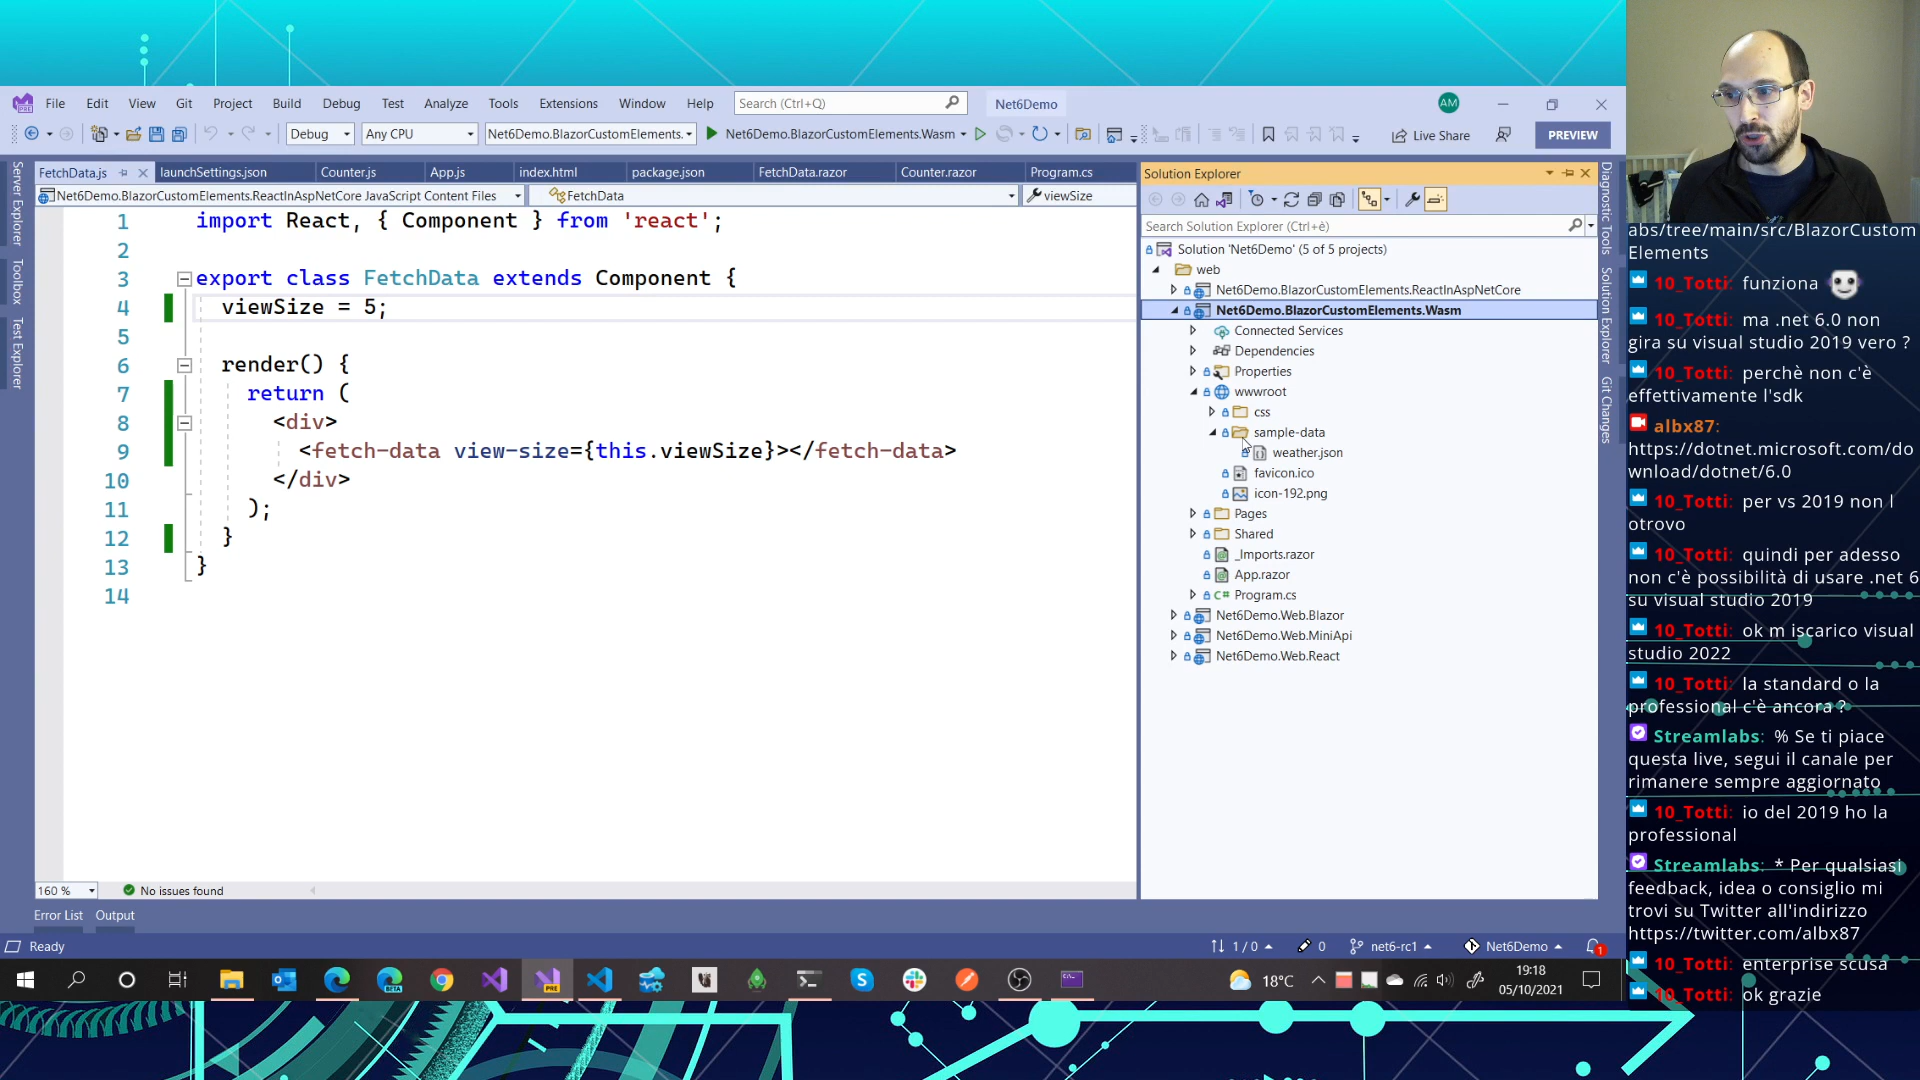 File Edit View Git Project Build Debug Test Analyze Tools Extensions Window Help Search (Ctrl+Q) Net6Demo AM
Debug Any CPU Net6Demo.BlazorCustomElements. Net6Demo.BlazorCustomElements.Wasm Live Share PREVIEW
FetchData.js launchSettings.json Counter.js App.js index.html package.json FetchData.razor Counter.razor Program.cs
Net6Demo.BlazorCustomElements.ReactInAspNetCore JavaScript Content Files FetchData viewSize
Server Explorer
Toolbox
Test Explorer
1 import React, { Component } from 'react';
2
3 export class FetchData extends Component {
4 viewSize = 5;
5
6 render() {
7 return (
8 <div>
9 <fetch-data view-size={this.viewSize}></fetch-data>
10 </div>
11 );
12 }
13 }
14
160 % No issues found
Error List Output
Solution Explorer
Search Solution Explorer (Ctrl+è)
Solution 'Net6Demo' (5 of 5 projects)
web
Net6Demo.BlazorCustomElements.ReactInAspNetCore
Net6Demo.BlazorCustomElements.Wasm
Connected Services
Dependencies
Properties
wwwroot
css
sample-data
weather.json
favicon.ico
icon-192.png
Pages
Shared
_Imports.razor
App.razor
Program.cs
Net6Demo.Web.Blazor
Net6Demo.Web.MiniApi
Net6Demo.Web.React
Diagnostic Tools
Solution Explorer
Git Changes
Ready 1 / 0 0 net6-rc1 Net6Demo 1
PRE
18°C
19:18
05/10/2021
abs/tree/main/src/BlazorCustom
Elements
10_Totti: funziona
10_Totti: ma .net 6.0 non
gira su visual studio 2019 vero ?
10_Totti: perchè non c'è
effettivamente l'sdk
albx87:
https://dotnet.microsoft.com/do
wnload/dotnet/6.0
10_Totti: per vs 2019 non l
otrovo
10_Totti: quindi per adesso
non c'è possibilità di usare .net 6
su visual studio 2019
10_Totti: ok m iscarico visual
studio 2022
10_Totti: la standard o la
professional c'è ancora ?
Streamlabs: % Se ti piace
questa live, segui il canale per
rimanere sempre aggiornato
10_Totti: io del 2019 ho la
professional
Streamlabs: * Per qualsiasi
feedback, idea o consiglio mi
trovi su Twitter all'indirizzo
https://twitter.com/albx87
10_Totti: enterprise scusa
10_Totti: ok grazie